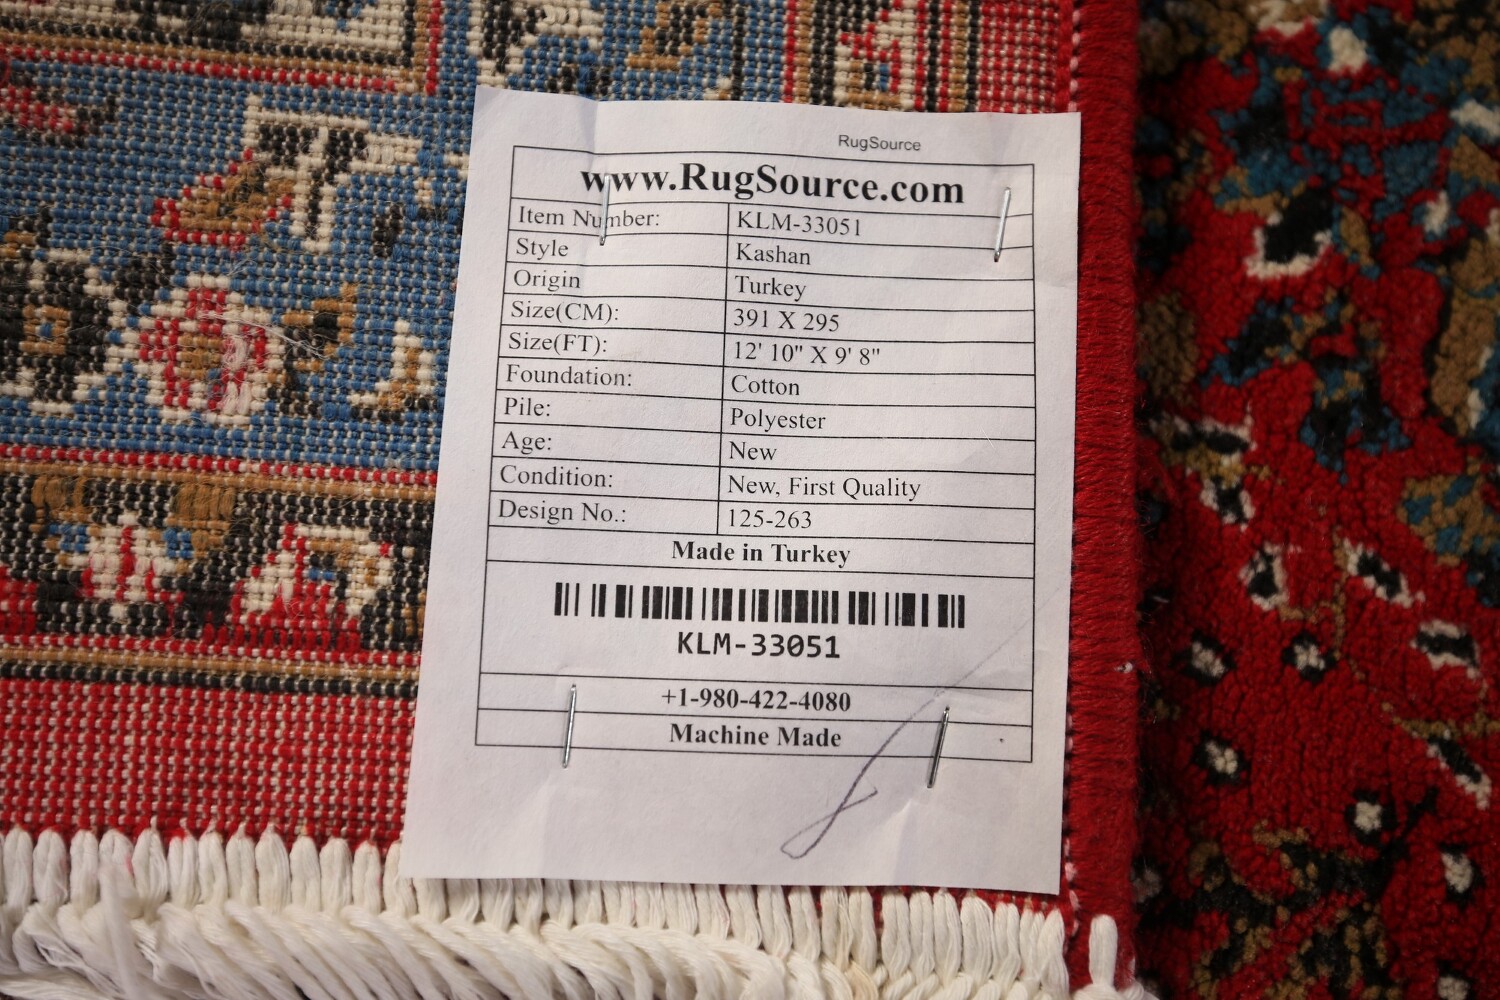 RugSource
www.RugSource.com
Item Number: KLM-33051
Style Kashan
Origin Turkey
Size(CM): 391 X 295
Size(FT): 12' 10" X 9' 8"
Foundation: Cotton
Pile: Polyester
Age: New
Condition: New, First Quality
Design No.: 125-263
Made in Turkey
KLM-33051
+1-980-422-4080
Machine Made